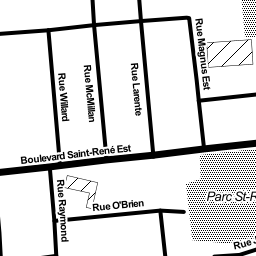 Rue Magnus Est
Rue Willard
Rue McMillan
Rue Larente
Boulevard Saint-René Est
Rue Raymond
Rue O'Brien
Parc St-R
Rue